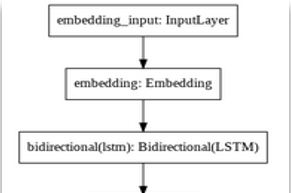 embedding_input: InputLayer
embedding: Embedding
bidirectional(lstm): Bidirectional(LSTM)